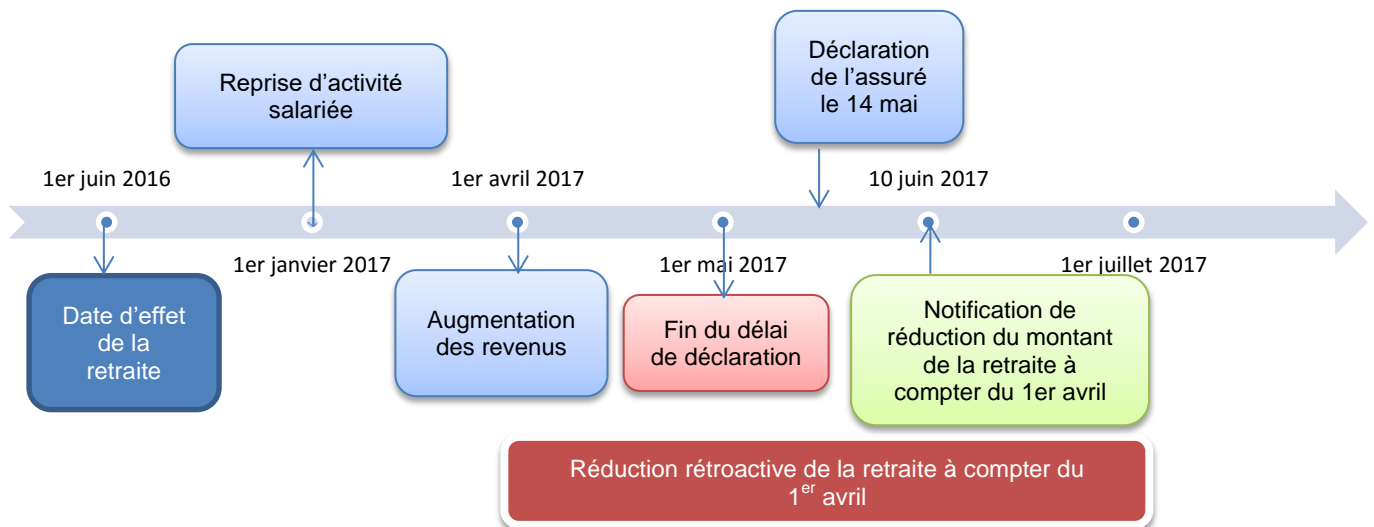 Déclaration
de l'assuré
le 14 mai
Reprise d'activité
salariée
1er juin 2016
1er avril 2017
10 juin 2017
1er janvier 2017
1er mai 2017
1er juillet 2017
Date d'effet
de la
retraite
Augmentation
des revenus
Fin du délai
de déclaration
Notification de
réduction du montant
de la retraite à
compter du 1er avril
Réduction rétroactive de la retraite à compter du
1er avril